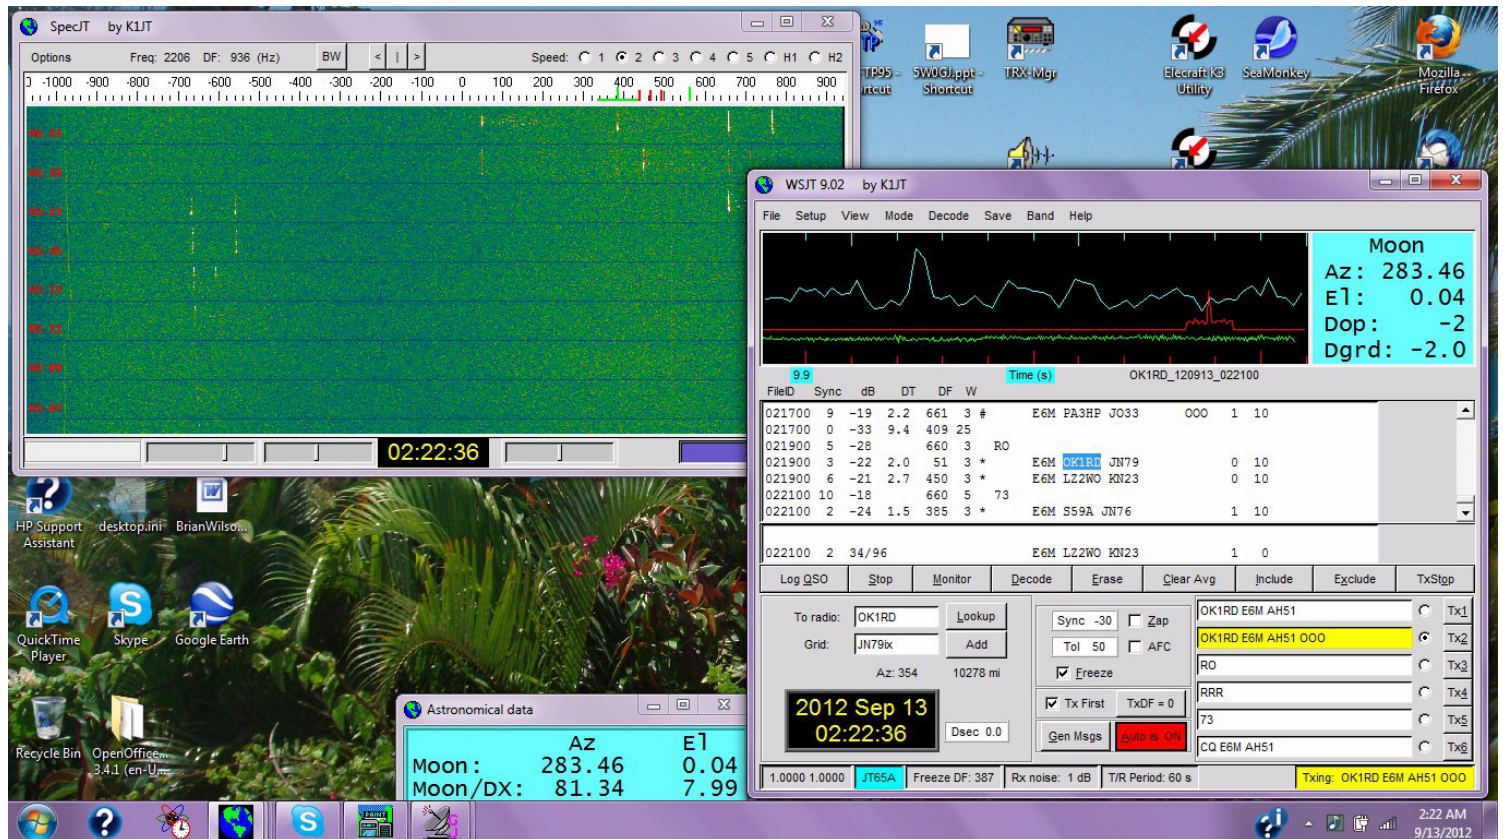 SpecJT by K1JT
Options Freq: 2206 DF: 936 (Hz) BW < | > Speed: 1 2 3 4 5 H1 H2
-1000 -900 -800 -700 -600 -500 -400 -300 -200 -100 0 100 200 300 400 500 600 700 800 900
02:22:36
5W0GJ.ppt - Shortcut
TRX-Mgr
Elecraft K3 Utility
SeaMonkey
Mozilla Firefox
WSJT 9.02 by K1JT
File Setup View Mode Decode Save Band Help
Moon
Az: 283.46
El: 0.04
Dop: -2
Dgrd: -2.0
9.9 Time (s) OK1RD_120913_022100
FileID Sync dB DT DF W
021700 9 -19 2.2 661 3 # E6M PA3HP JO33 OOO 1 10
021700 0 -33 9.4 409 25
021900 5 -28 660 3 RO
021900 3 -22 2.0 51 3 * E6M OK1RD JN79 0 10
021900 6 -21 2.7 450 3 * E6M LZ2WO KN23 0 10
022100 10 -18 660 5 73
022100 2 -24 1.5 385 3 * E6M S59A JN76 1 10
022100 2 34/96 E6M LZ2WO KN23 1 0
Log QSO Stop Monitor Decode Erase Clear Avg Include Exclude TxStop
To radio: OK1RD Lookup
Grid: JN79ix Add
Az: 354 10278 mi
2012 Sep 13
02:22:36
Dsec 0.0
Sync -30 Zap
Tol 50 AFC
Freeze
Tx First TxDF = 0
Gen Msgs Auto is ON
OK1RD E6M AH51 Tx1
OK1RD E6M AH51 OOO Tx2
RO Tx3
RRR Tx4
73 Tx5
CQ E6M AH51 Tx6
1.0000 1.0000 JT65A Freeze DF: 387 Rx noise: 1 dB T/R Period: 60 s Txing: OK1RD E6M AH51 OOO
HP Support Assistant
desktop.ini
BrianWilso...
QuickTime Player
Skype
Google Earth
Recycle Bin
OpenOffice... 3.4.1 (en-U...
Astronomical data
Az El
Moon: 283.46 0.04
Moon/DX: 81.34 7.99
2:22 AM
9/13/2012